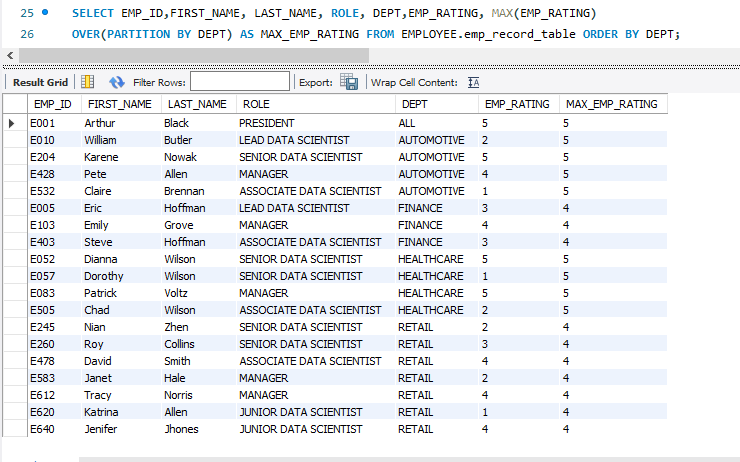 25 SELECT EMP_ID,FIRST_NAME, LAST_NAME, ROLE, DEPT,EMP_RATING, MAX(EMP_RATING)
26 OVER(PARTITION BY DEPT) AS MAX_EMP_RATING FROM EMPLOYEE.emp_record_table ORDER BY DEPT;
Result Grid Filter Rows: Export: Wrap Cell Content: IA
EMP_ID FIRST_NAME LAST_NAME ROLE DEPT EMP_RATING MAX_EMP_RATING
E001 Arthur Black PRESIDENT ALL 5 5
E010 William Butler LEAD DATA SCIENTIST AUTOMOTIVE 2 5
E204 Karene Nowak SENIOR DATA SCIENTIST AUTOMOTIVE 5 5
E428 Pete Allen MANAGER AUTOMOTIVE 4 5
E532 Claire Brennan ASSOCIATE DATA SCIENTIST AUTOMOTIVE 1 5
E005 Eric Hoffman LEAD DATA SCIENTIST FINANCE 3 4
E103 Emily Grove MANAGER FINANCE 4 4
E403 Steve Hoffman ASSOCIATE DATA SCIENTIST FINANCE 3 4
E052 Dianna Wilson SENIOR DATA SCIENTIST HEALTHCARE 5 5
E057 Dorothy Wilson SENIOR DATA SCIENTIST HEALTHCARE 1 5
E083 Patrick Voltz MANAGER HEALTHCARE 5 5
E505 Chad Wilson ASSOCIATE DATA SCIENTIST HEALTHCARE 2 5
E245 Nian Zhen SENIOR DATA SCIENTIST RETAIL 2 4
E260 Roy Collins SENIOR DATA SCIENTIST RETAIL 3 4
E478 David Smith ASSOCIATE DATA SCIENTIST RETAIL 4 4
E583 Janet Hale MANAGER RETAIL 2 4
E612 Tracy Norris MANAGER RETAIL 4 4
E620 Katrina Allen JUNIOR DATA SCIENTIST RETAIL 1 4
E640 Jenifer Jhones JUNIOR DATA SCIENTIST RETAIL 4 4